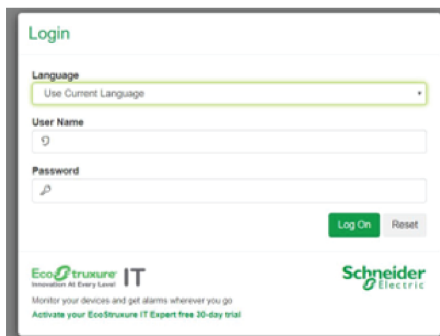 Login
Language
Use Current Language
User Name
Password
Log On Reset
EcoStruxure IT
Innovation At Every Level
Schneider
Electric
Monitor your devices and get alarms wherever you go
Activate your EcoStruxure IT Expert free 30-day trial